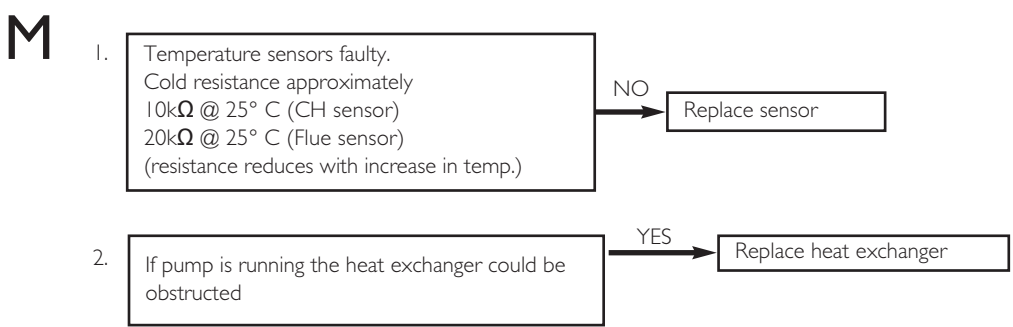 M
1. Temperature sensors faulty.
Cold resistance approximately
10kΩ @ 25° C (CH sensor)
20kΩ @ 25° C (Flue sensor)
(resistance reduces with increase in temp.)
NO
Replace sensor
2. If pump is running the heat exchanger could be
obstructed
YES
Replace heat exchanger